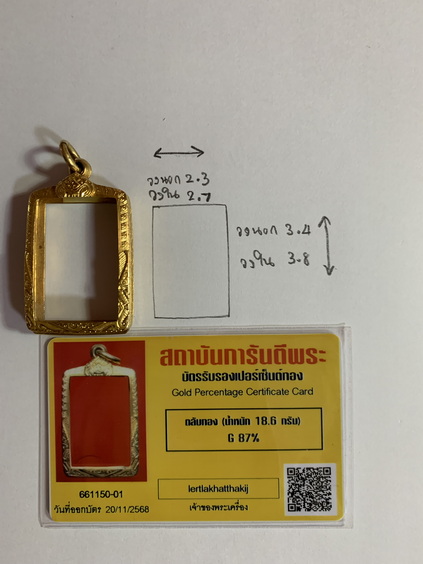 วงนอก 2.3
วงใน 2.7
วงนอก 3.4
วงใน 3.8
สถาบันการันตีพระ
บัตรรับรองเปอร์เซ็นต์ทอง
Gold Percentage Certificate Card
ตลับทอง (น้ำหนัก 18.6 กรัม)
G 87%
661150-01
วันที่ออกบัตร 20/11/2568
lertlakhatthakij
เจ้าของพระเครื่อง